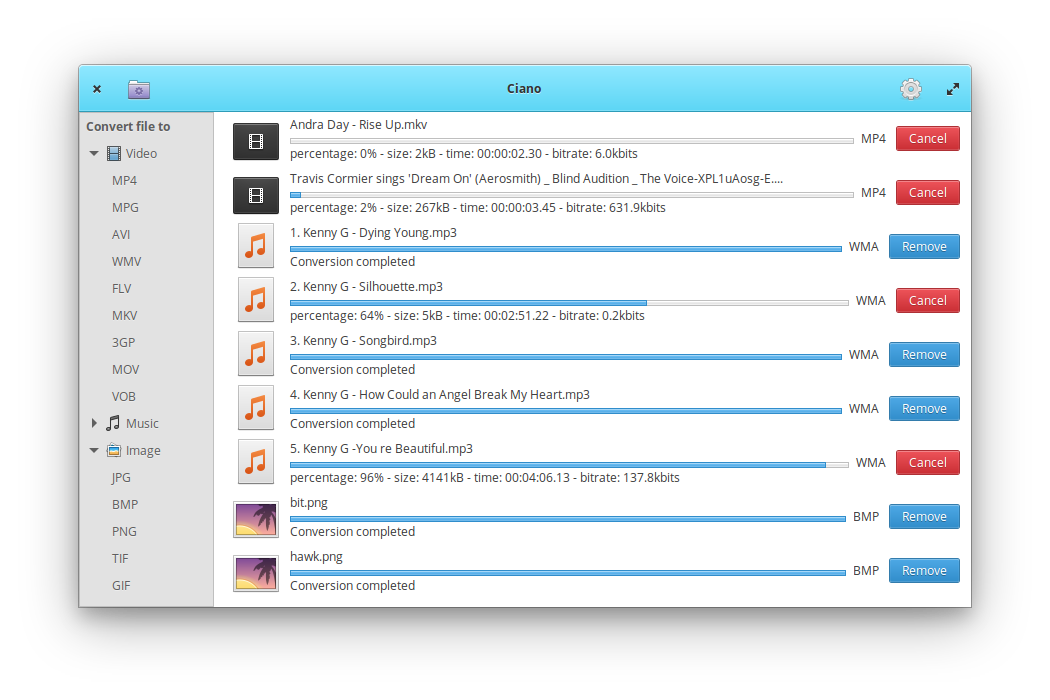 Ciano
Convert file to
Video
MP4
MPG
AVI
WMV
FLV
MKV
3GP
MOV
VOB
Music
Image
JPG
BMP
PNG
TIF
GIF
Andra Day - Rise Up.mkv
MP4
Cancel
percentage: 0% - size: 2kB - time: 00:00:02.30 - bitrate: 6.0kbits
Travis Cormier sings 'Dream On' (Aerosmith) _ Blind Audition _ The Voice-XPL1uAosg-E....
MP4
Cancel
percentage: 2% - size: 267kB - time: 00:00:03.45 - bitrate: 631.9kbits
1. Kenny G - Dying Young.mp3
WMA
Remove
Conversion completed
2. Kenny G - Silhouette.mp3
WMA
Cancel
percentage: 64% - size: 5kB - time: 00:02:51.22 - bitrate: 0.2kbits
3. Kenny G - Songbird.mp3
WMA
Remove
Conversion completed
4. Kenny G - How Could an Angel Break My Heart.mp3
WMA
Remove
Conversion completed
5. Kenny G -You re Beautiful.mp3
WMA
Cancel
percentage: 96% - size: 4141kB - time: 00:04:06.13 - bitrate: 137.8kbits
bit.png
BMP
Remove
Conversion completed
hawk.png
BMP
Remove
Conversion completed